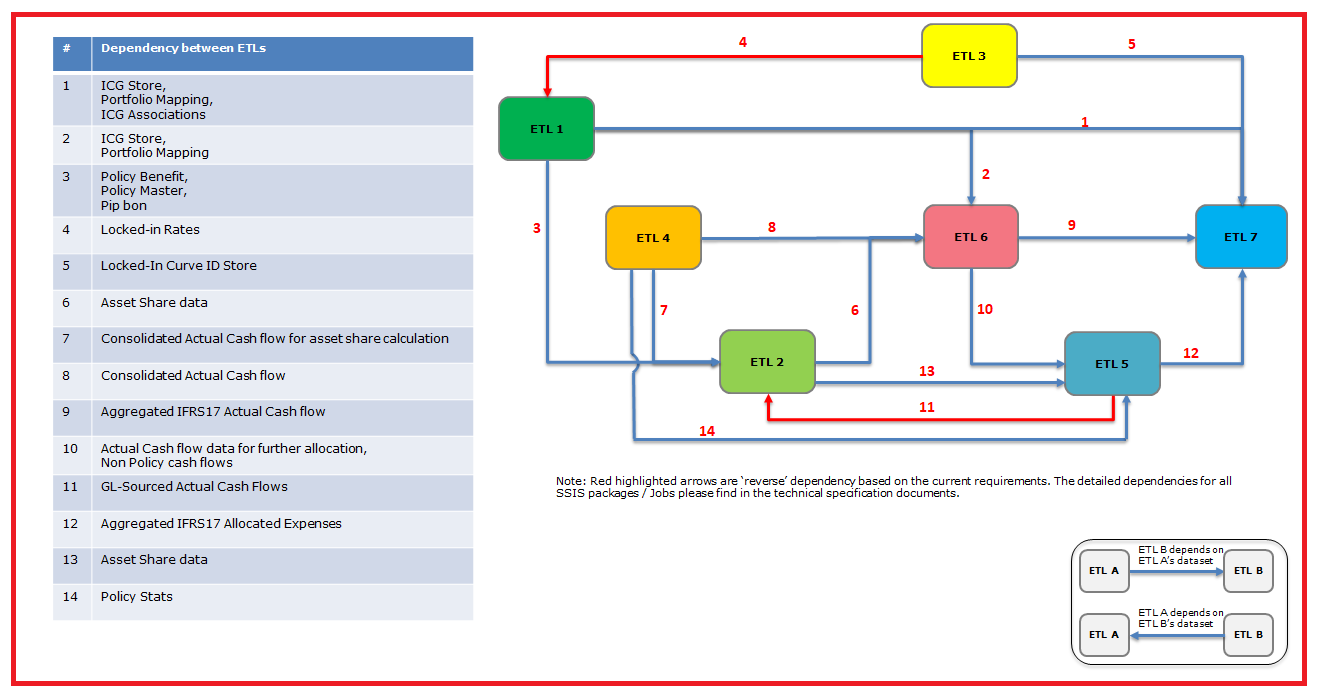 # Dependency between ETLs
1 ICG Store,
Portfolio Mapping,
ICG Associations
2 ICG Store,
Portfolio Mapping
3 Policy Benefit,
Policy Master,
Pip bon
4 Locked-in Rates
5 Locked-In Curve ID Store
6 Asset Share data
7 Consolidated Actual Cash flow for asset share calculation
8 Consolidated Actual Cash flow
9 Aggregated IFRS17 Actual Cash flow
10 Actual Cash flow data for further allocation,
Non Policy cash flows
11 GL-Sourced Actual Cash Flows
12 Aggregated IFRS17 Allocated Expenses
13 Asset Share data
14 Policy Stats
4
ETL 3
5
ETL 1
1
2
3
ETL 4
8
ETL 6
9
ETL 7
7
6
10
ETL 2
13
ETL 5
12
11
14
Note: Red highlighted arrows are ‘reverse’ dependency based on the current requirements. The detailed dependencies for all
SSIS packages / Jobs please find in the technical specification documents.
ETL A
ETL B depends on
ETL A’s dataset
ETL B
ETL A
ETL A depends on
ETL B’s dataset
ETL B